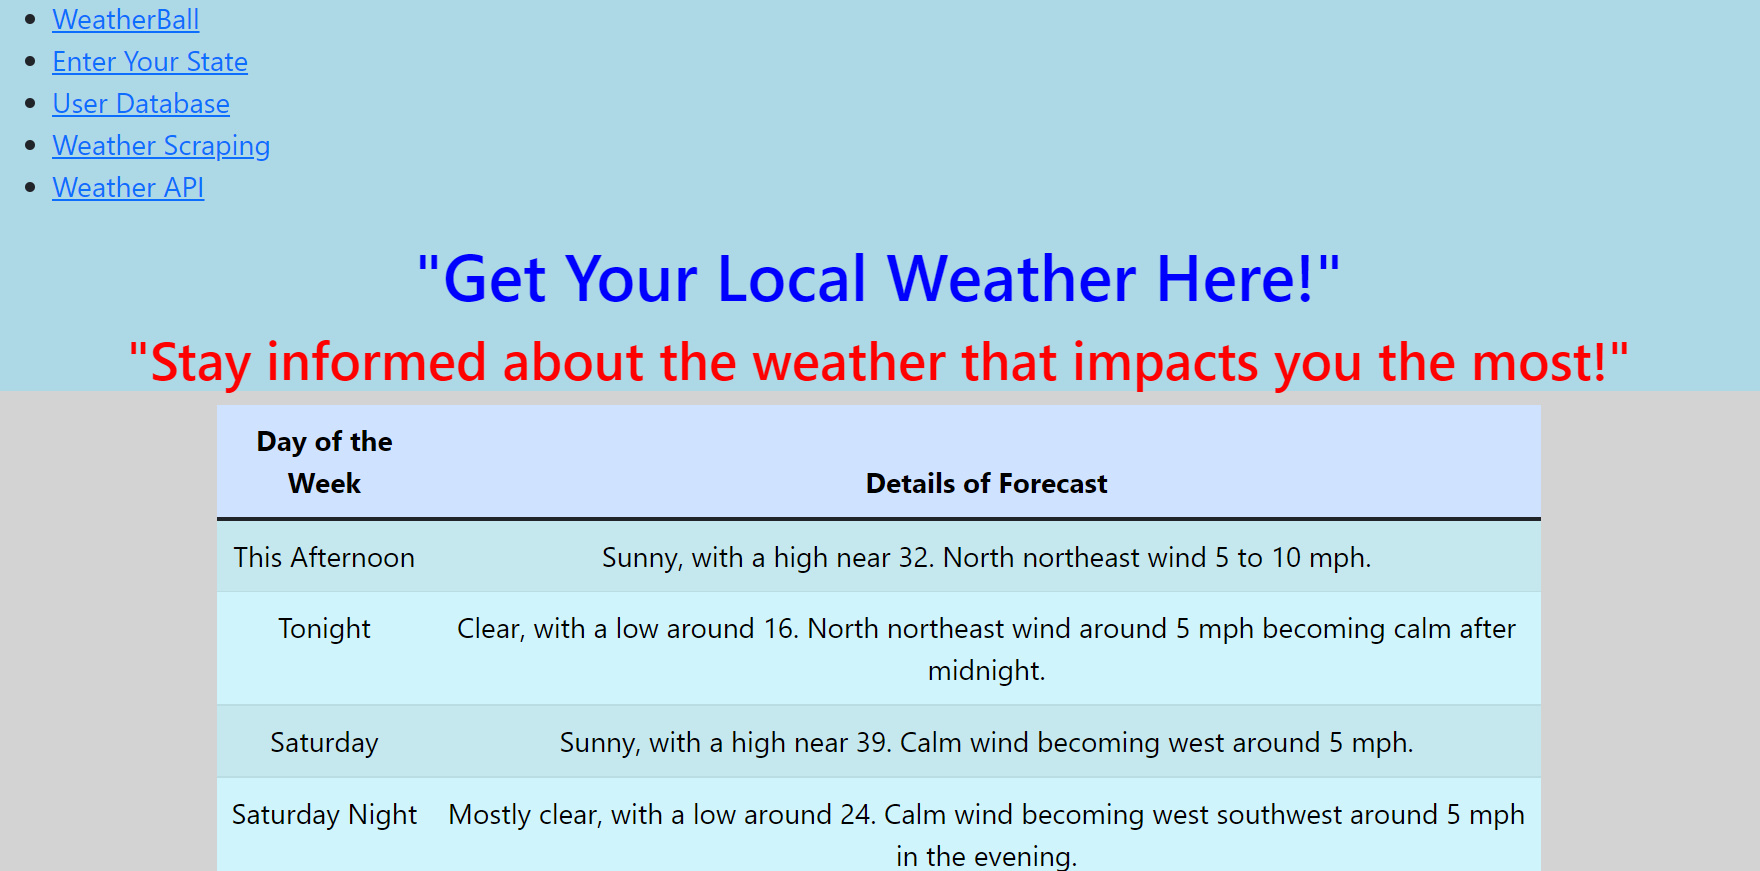 WeatherBall
Enter Your State
User Database
Weather Scraping
Weather API
"Get Your Local Weather Here!"
"Stay informed about the weather that impacts you the most!"
Day of the
Week
Details of Forecast
This Afternoon
Sunny, with a high near 32. North northeast wind 5 to 10 mph.
Tonight
Clear, with a low around 16. North northeast wind around 5 mph becoming calm after
midnight.
Saturday
Sunny, with a high near 39. Calm wind becoming west around 5 mph.
Saturday Night
Mostly clear, with a low around 24. Calm wind becoming west southwest around 5 mph
in the evening.